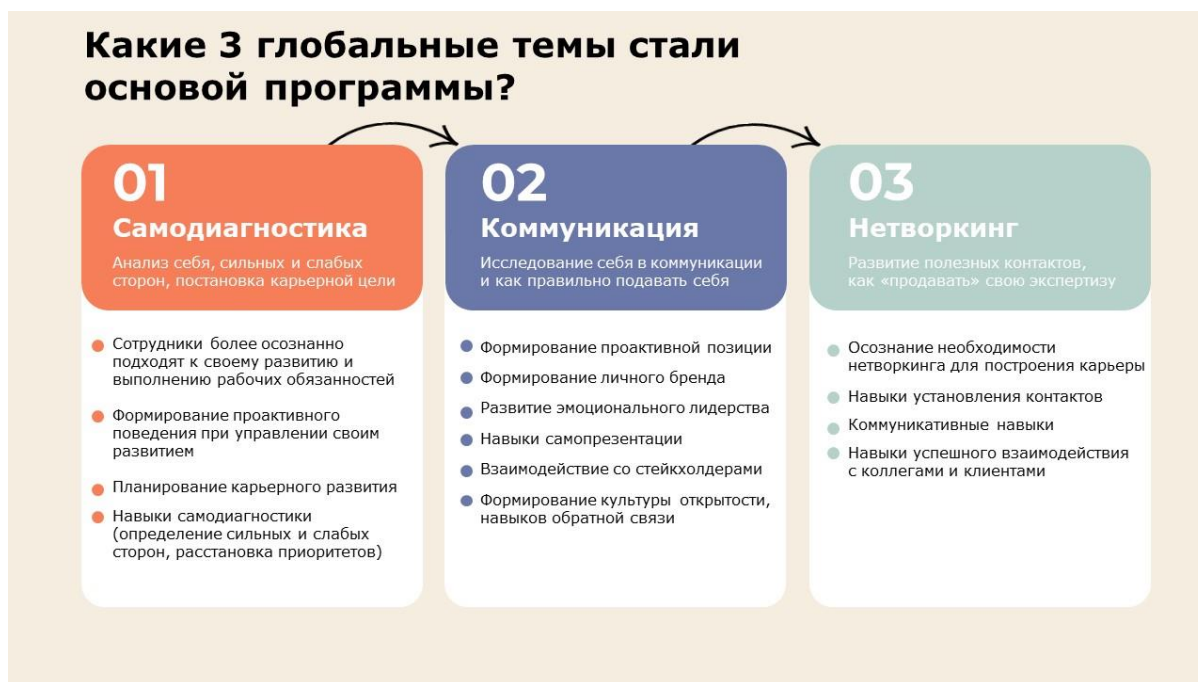 Какие 3 глобальные темы стали
основой программы?
01
Самодиагностика
Анализ себя, сильных и слабых
сторон, постановка карьерной цели
Сотрудники более осознанно
подходят к своему развитию и
выполнению рабочих обязанностей
Формирование проактивного
поведения при управлении своим
развитием
Планирование карьерного развития
Навыки самодиагностики
(определение сильных и слабых
сторон, расстановка приоритетов)
02
Коммуникация
Исследование себя в коммуникации
и как правильно подавать себя
Формирование проактивной позиции
Формирование личного бренда
Развитие эмоционального лидерства
Навыки самопрезентации
Взаимодействие со стейкхолдерами
Формирование культуры открытости,
навыков обратной связи
03
Нетворкинг
Развитие полезных контактов,
как «продавать» свою экспертизу
Осознание необходимости
нетворкинга для построения карьеры
Навыки установления контактов
Коммуникативные навыки
Навыки успешного взаимодействия
с коллегами и клиентами